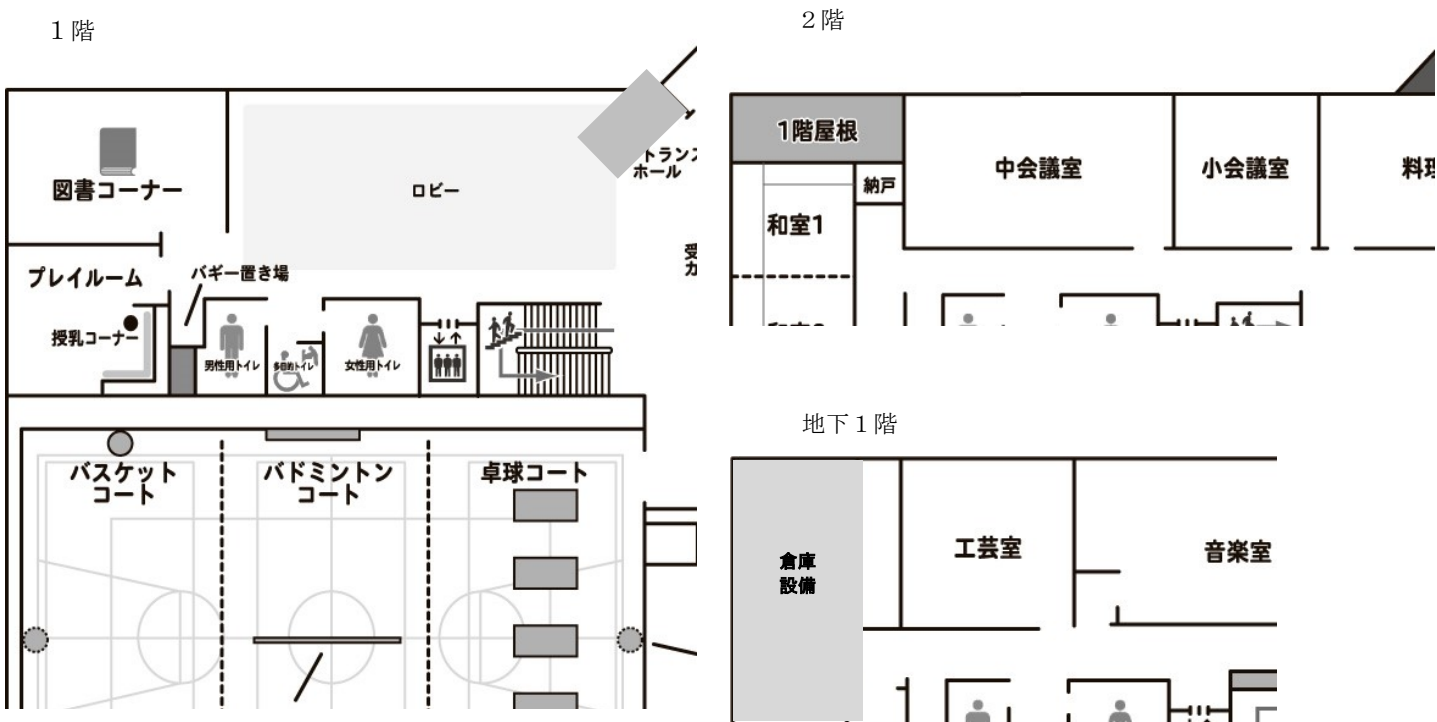 １階
図書コーナー
ロビー
トランス
ホール
受
カ
プレイルーム
バギー置き場
授乳コーナー
男性用トイレ
多目的トイレ
女性用トイレ
バスケット
コート
バドミントン
コート
卓球コート
２階
1階屋根
納戸
和室1
中会議室
小会議室
料理
地下１階
倉庫
設備
工芸室
音楽室